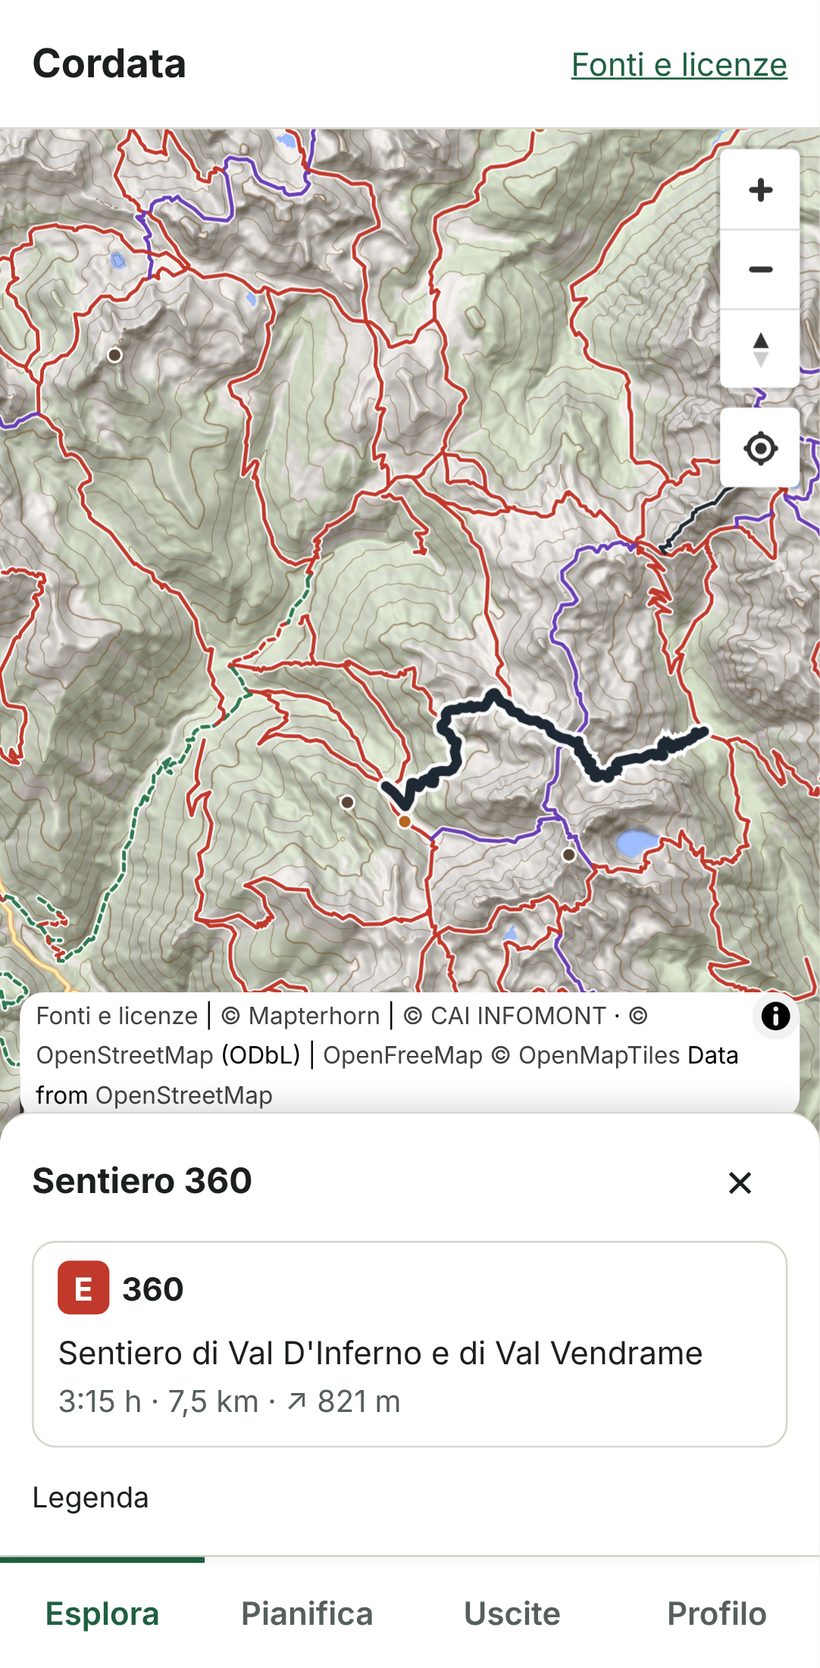 Cordata
Fonti e licenze
Fonti e licenze | © Mapterhorn | © CAI INFOMONT · ©
OpenStreetMap (ODbL) | OpenFreeMap © OpenMapTiles Data
from OpenStreetMap
Sentiero 360
E 360
Sentiero di Val D'Inferno e di Val Vendrame
3:15 h · 7,5 km · ↗ 821 m
Legenda
Esplora
Pianifica
Uscite
Profilo